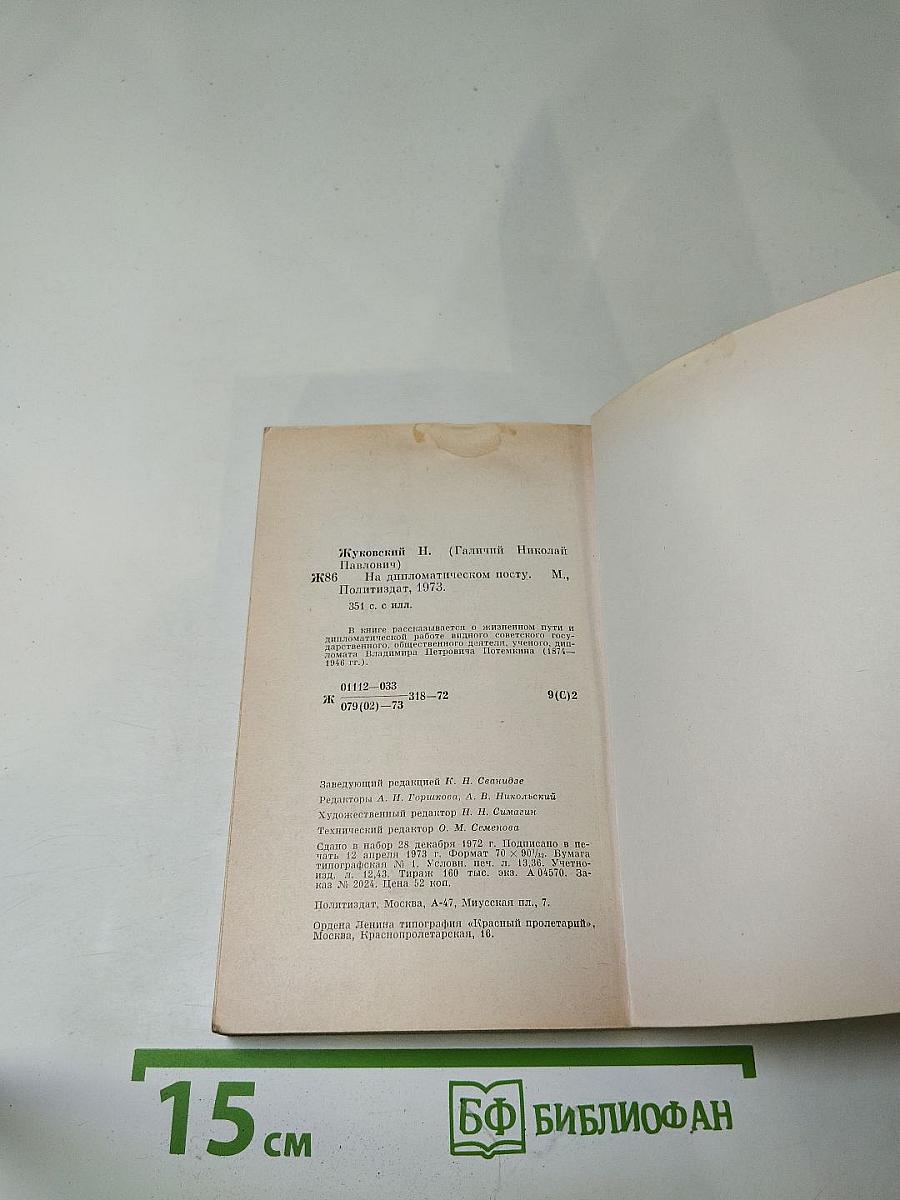 Жуковский Н. (Галичий Николай
Павлович)
Ж86 На дипломатическом посту. М.,
Политиздат, 1973.
351 с. с илл.
В книге рассказывается о жизненном пути и
дипломатической работе видного советского госу-
дарственного, общественного деятеля, ученого, дип-
ломата Владимира Петровича Потемкина (1874—
1946 гг.).
Ж 01112—033
079(02)—73 318—72 9(С)2
Заведующий редакцией К. Н. Сванидзе
Редакторы А. И. Горшкова, А. В. Никольский
Художественный редактор Н. Н. Симагин
Технический редактор О. М. Семенова
Сдано в набор 28 декабря 1972 г. Подписано в пе-
чать 12 апреля 1973 г. Формат 70 × 90¹/₃₂. Бумага
типографская № 1. Условн. печ. л. 13,36. Учетно-
изд. л. 12,43. Тираж 160 тыс. экз. А 04570. За-
каз № 2024. Цена 52 коп.
Политиздат, Москва, А-47, Миусская пл., 7.
Ордена Ленина типография «Красный пролетарий»,
Москва, Краснопролетарская, 16.
15 см БФ БИБЛИОФАН